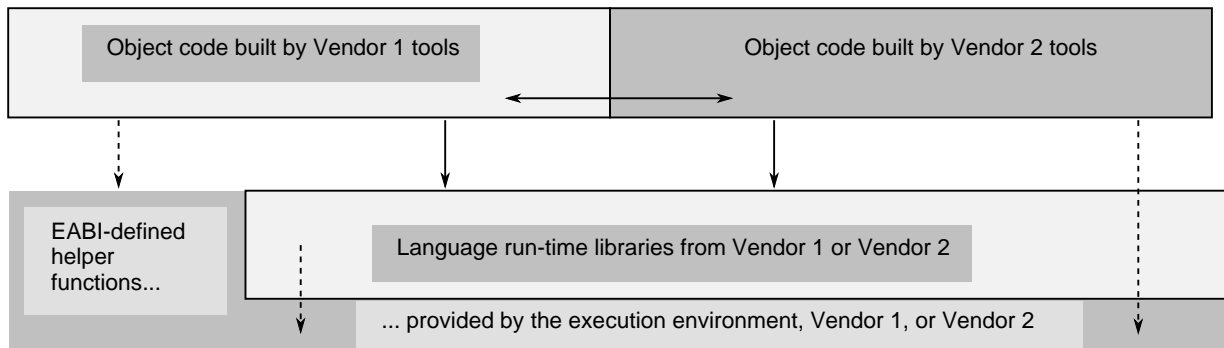 Object code built by Vendor 1 tools
Object code built by Vendor 2 tools
EABI-defined
helper
functions...
Language run-time libraries from Vendor 1 or Vendor 2
... provided by the execution environment, Vendor 1, or Vendor 2